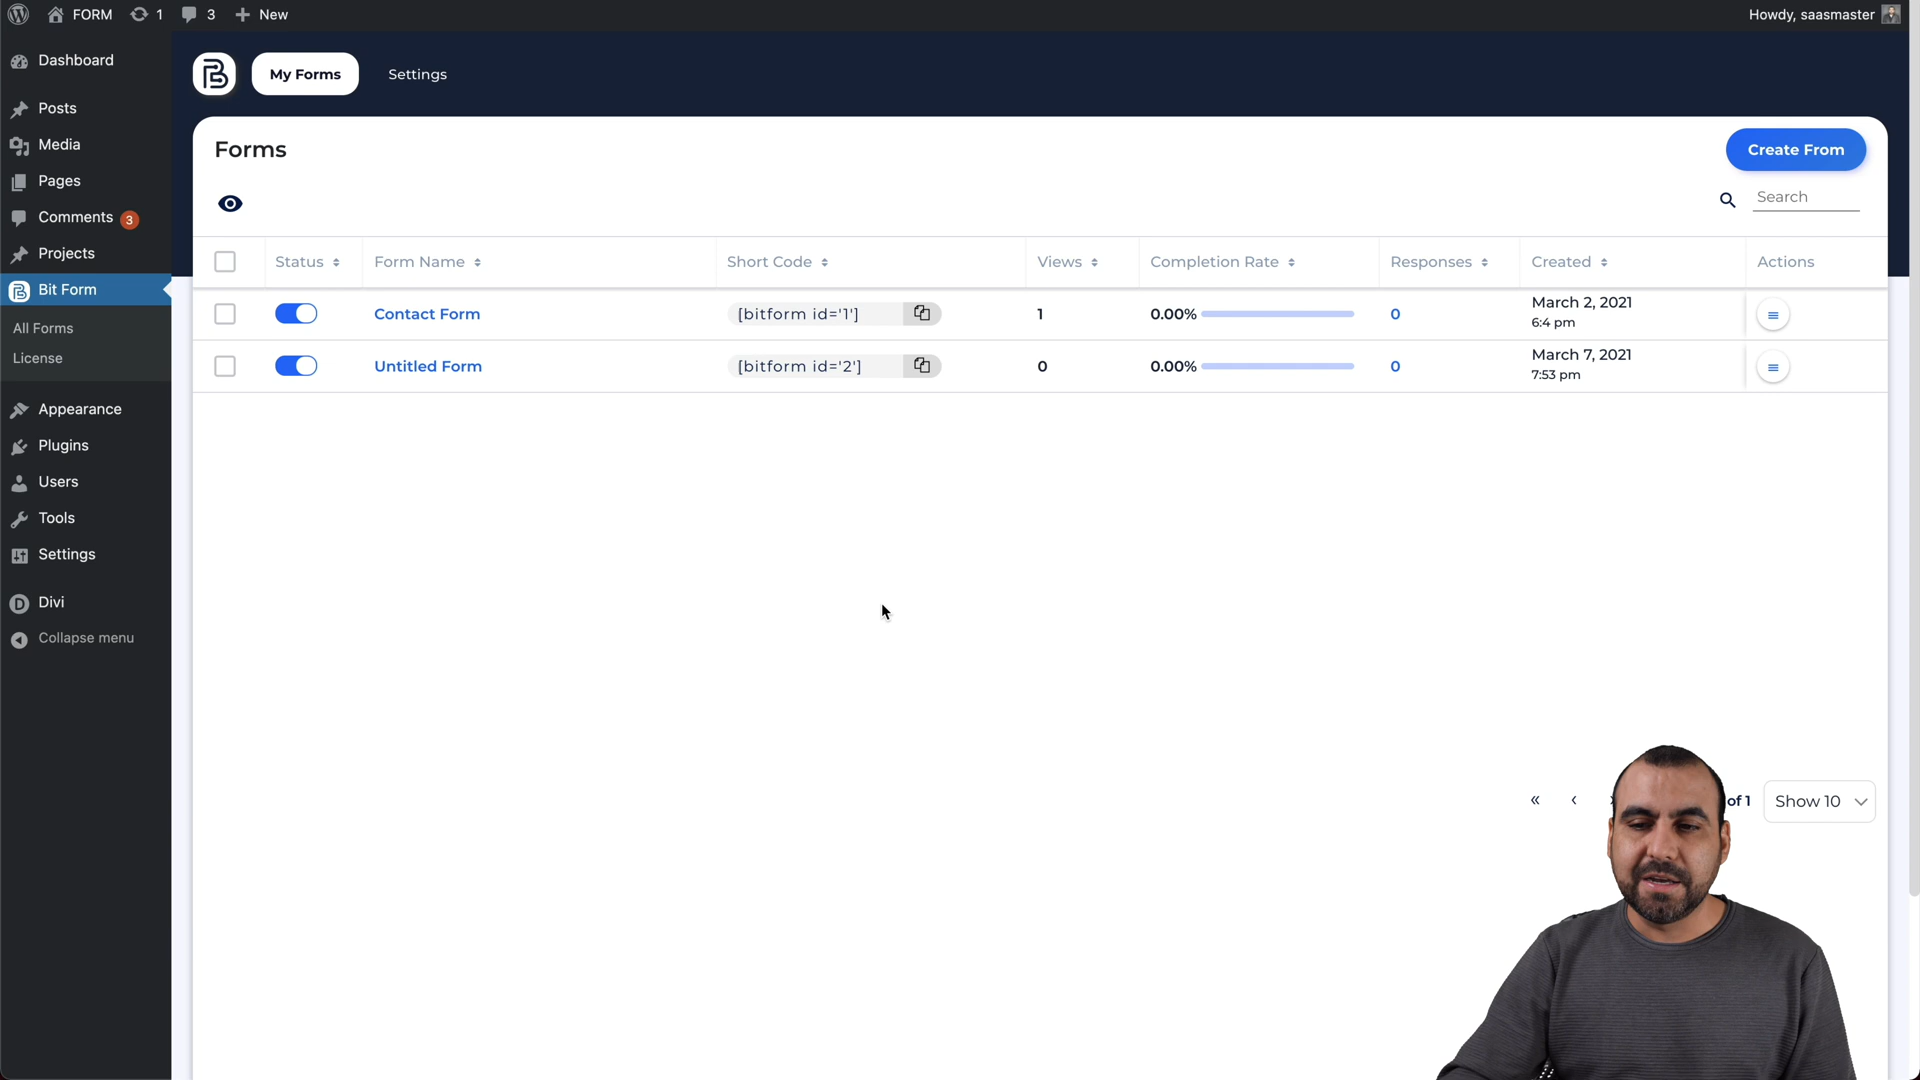 FORM 1 3 New Howdy, saasmaster
Dashboard
Posts
Media
Pages
Comments 3
Projects
Bit Form
All Forms
License
Appearance
Plugins
Users
Tools
Settings
Divi
Collapse menu
My Forms Settings
Forms Create From
Search
Status Form Name Short Code Views Completion Rate Responses Created Actions
Contact Form [bitform id='1'] 1 0.00% 0 March 2, 2021
6:4 pm
Untitled Form [bitform id='2'] 0 0.00% 0 March 7, 2021
7:53 pm
« ‹ of 1 Show 10